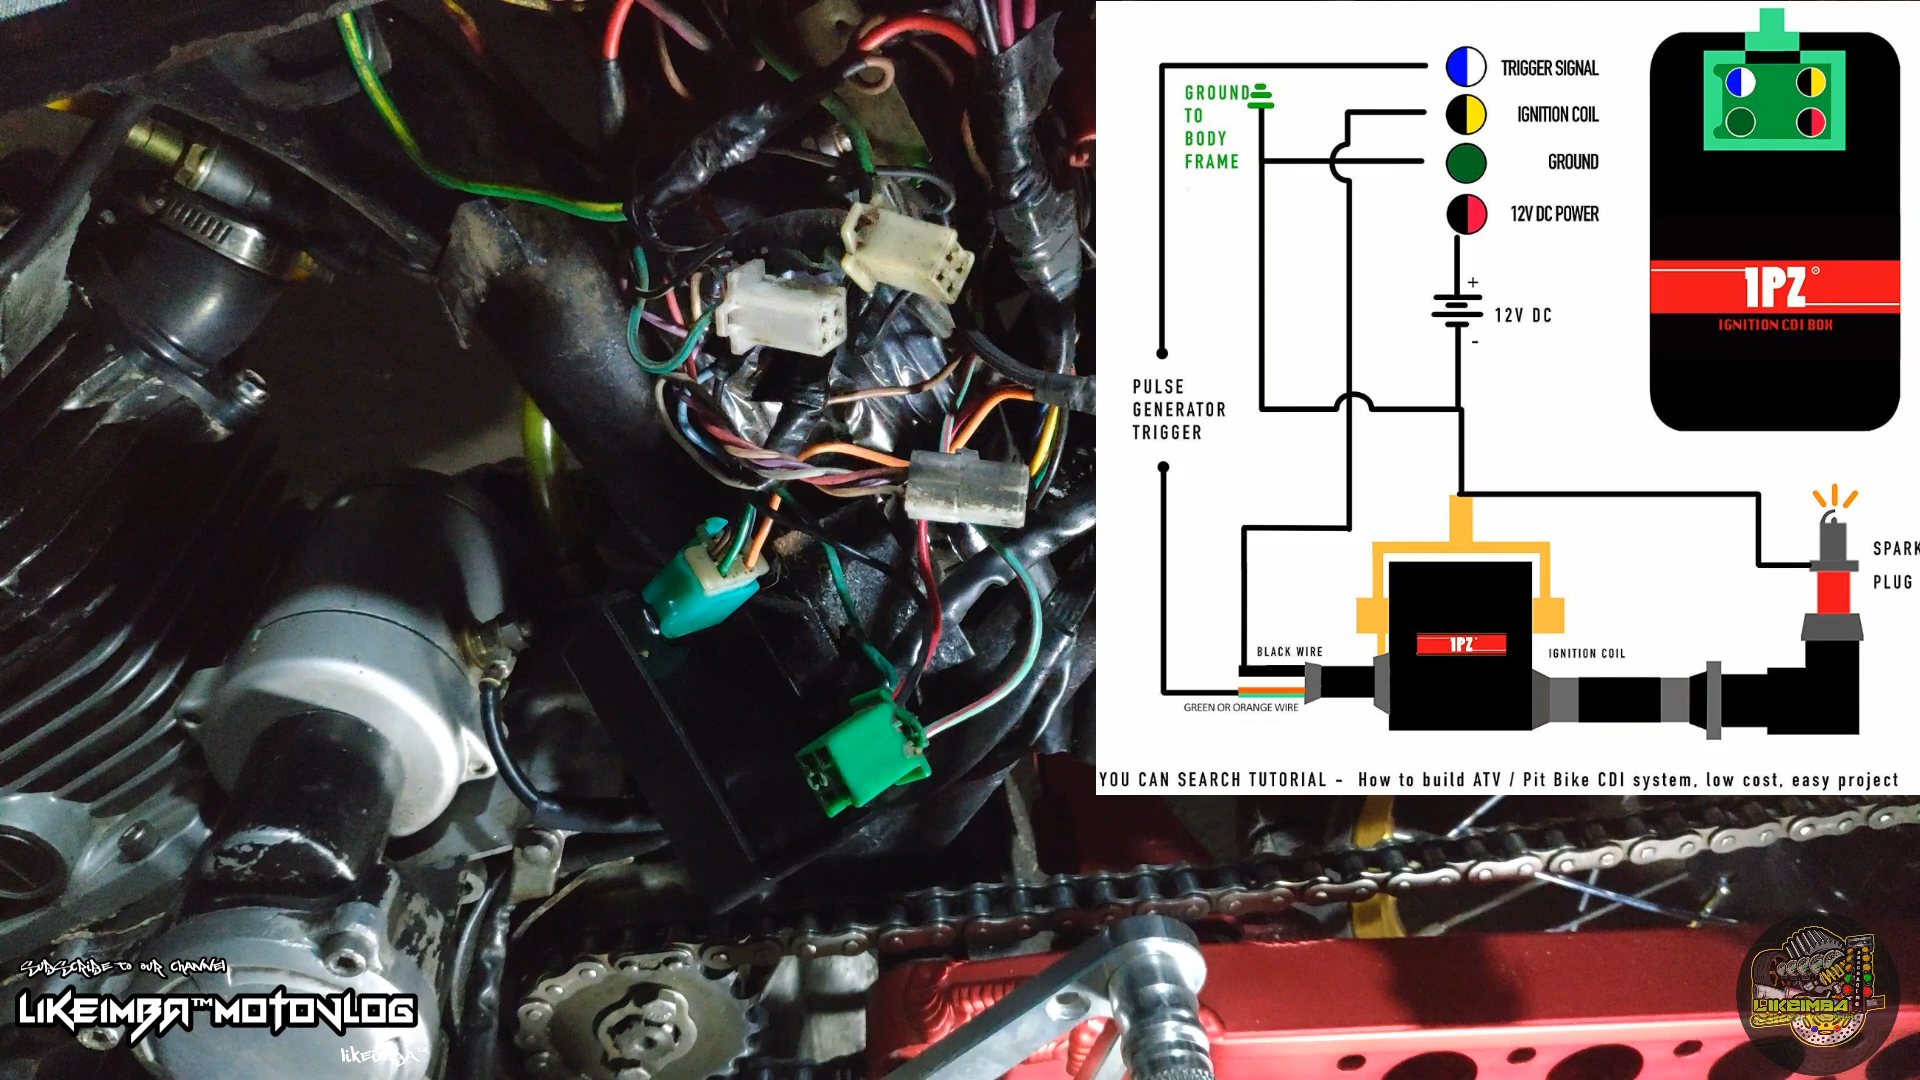 TRIGGER SIGNAL
GROUND
TO
BODY
FRAME
IGNITION COIL
GROUND
12V DC POWER
+
12V DC
-
1PZ®
IGNITION CDI BOX
PULSE
GENERATOR
TRIGGER
SPARK
PLUG
BLACK WIRE
1PZ
IGNITION COIL
GREEN OR ORANGE WIRE
YOU CAN SEARCH TUTORIAL - How to build ATV / Pit Bike CDI system, low cost, easy project
SUBSCRIBE TO OUR CHANNEL
LIKEIMBA™MOTOVLOG
likeimba™
LIKEIMBA